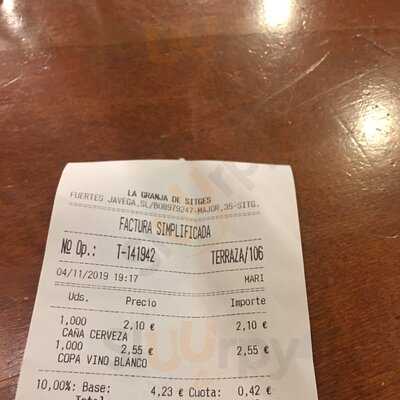 LA GRANJA DE SITGES
FUERTES JAVEGA,SL/B08979247-MAJOR,35-SITG.
FACTURA SIMPLIFICADA
NO Op.: T-141942 TERRAZA/106
04/11/2019 19:17 MARI
Uds. Precio Importe
1,000 2,10 € 2,10 €
CAÑA CERVEZA
1,000 2,55 € 2,55 €
COPA VINO BLANCO
10,00%: Base: 4,23 € Cuota: 0,42 €